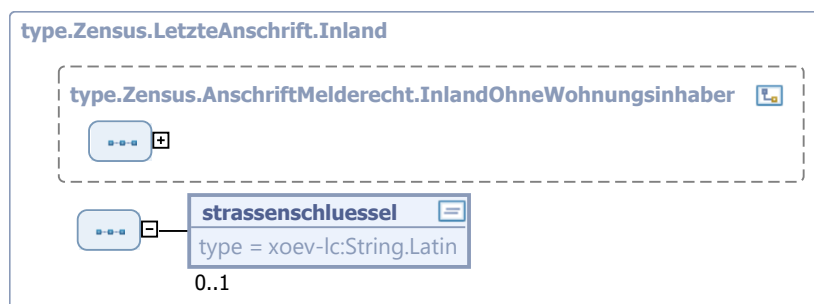 type.Zensus.LetzteAnschrift.Inland
type.Zensus.AnschriftMelderecht.InlandOhneWohnungsinhaber
strassenschluessel
type = xoev-lc:String.Latin
0..1